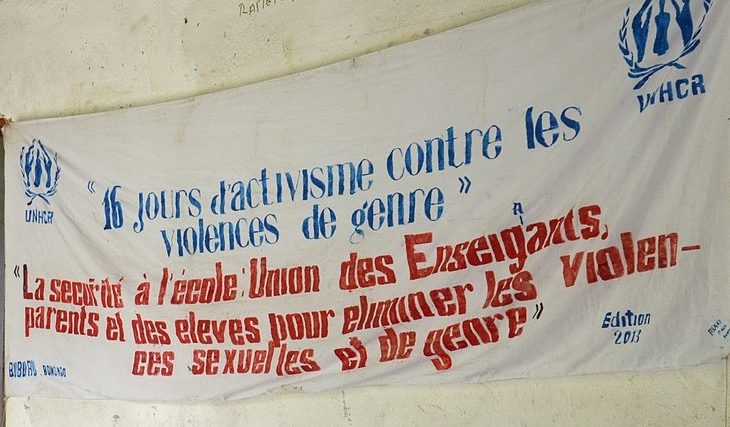 UNHCR
UNHCR
"16 jours d'activisme contre les
violences de genre"
"La securité à l'école: Union des Enseigants,
parents et des eleves pour eliminer les violen-
ces sexuelles et de genre"
Edition
2013